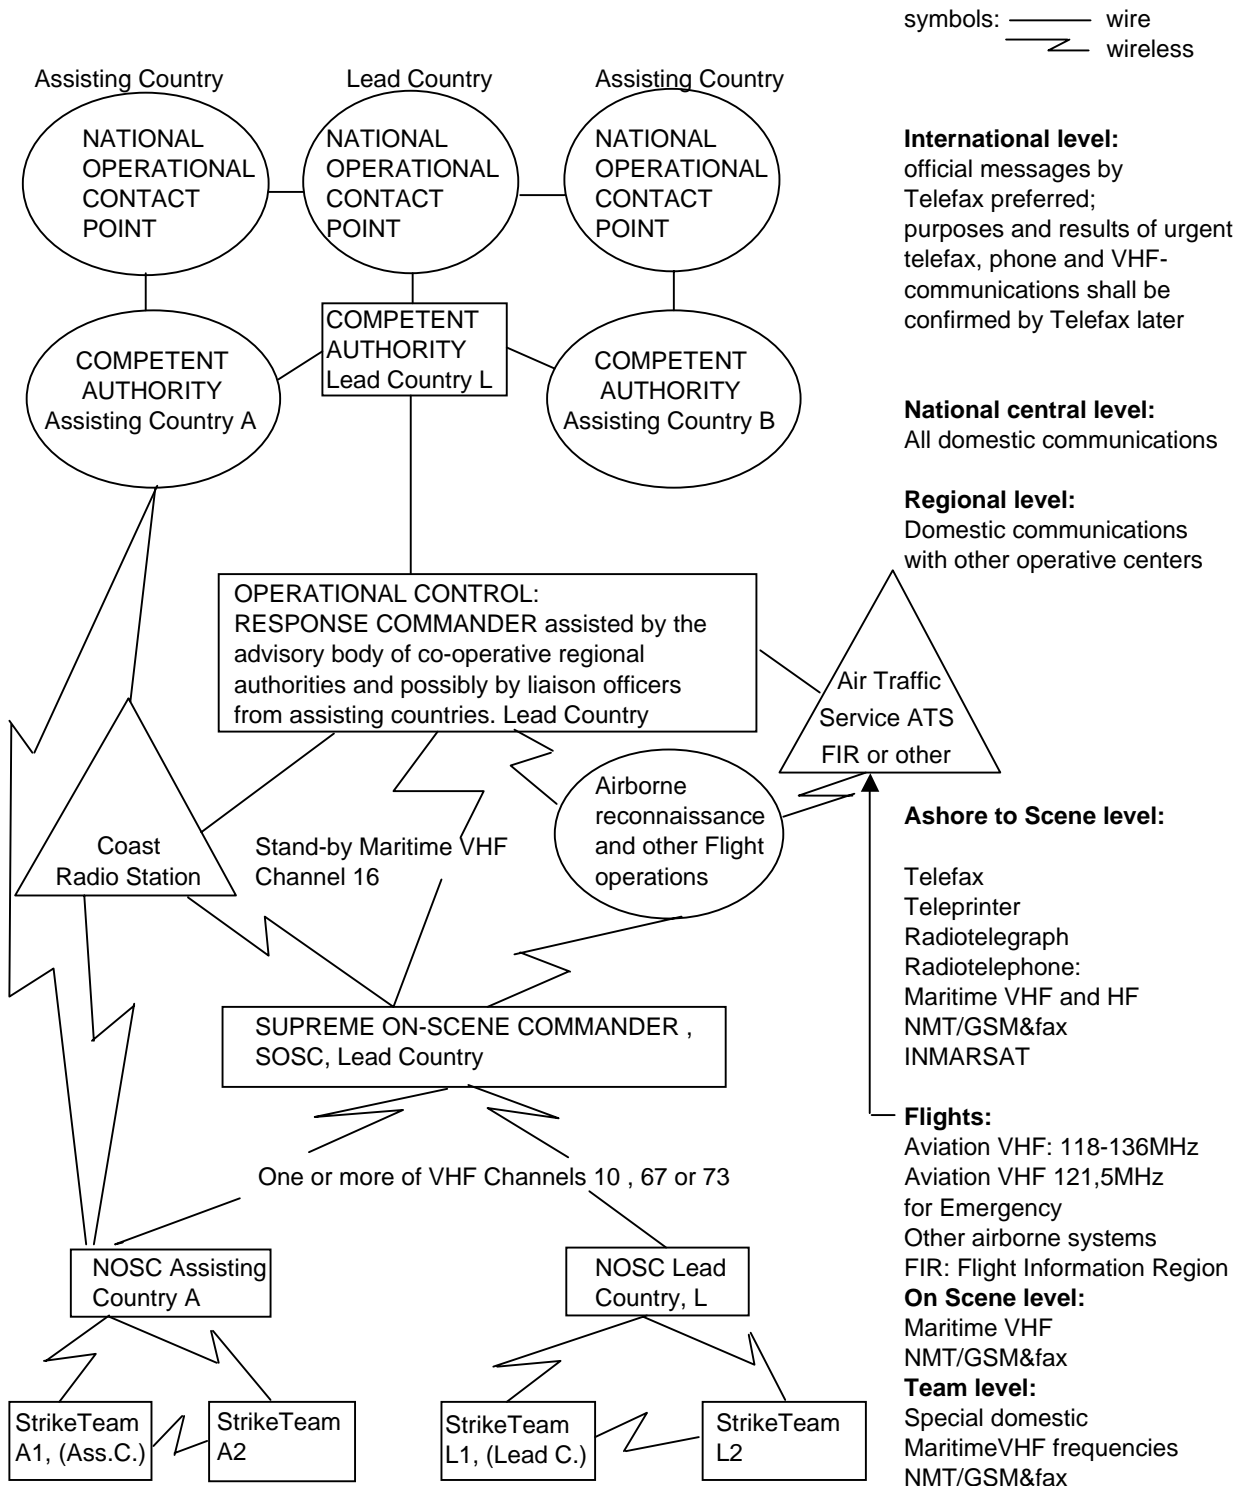 symbols: wire
wireless
Assisting Country
Lead Country
Assisting Country
NATIONAL
OPERATIONAL
CONTACT
POINT
NATIONAL
OPERATIONAL
CONTACT
POINT
NATIONAL
OPERATIONAL
CONTACT
POINT
COMPETENT
AUTHORITY
Assisting Country A
COMPETENT
AUTHORITY
Lead Country L
COMPETENT
AUTHORITY
Assisting Country B
OPERATIONAL CONTROL:
RESPONSE COMMANDER assisted by the
advisory body of co-operative regional
authorities and possibly by liaison officers
from assisting countries. Lead Country
Air Traffic
Service ATS
FIR or other
Airborne
reconnaissance
and other Flight
operations
Coast
Radio Station
Stand-by Maritime VHF
Channel 16
SUPREME ON-SCENE COMMANDER ,
SOSC, Lead Country
One or more of VHF Channels 10 , 67 or 73
NOSC Assisting
Country A
NOSC Lead
Country, L
StrikeTeam
A1, (Ass.C.)
StrikeTeam
A2
StrikeTeam
L1, (Lead C.)
StrikeTeam
L2
International level:
official messages by
Telefax preferred;
purposes and results of urgent
telefax, phone and VHF-
communications shall be
confirmed by Telefax later
National central level:
All domestic communications
Regional level:
Domestic communications
with other operative centers
Ashore to Scene level:
Telefax
Teleprinter
Radiotelegraph
Radiotelephone:
Maritime VHF and HF
NMT/GSM&fax
INMARSAT
Flights:
Aviation VHF: 118-136MHz
Aviation VHF 121,5MHz
for Emergency
Other airborne systems
FIR: Flight Information Region
On Scene level:
Maritime VHF
NMT/GSM&fax
Team level:
Special domestic
MaritimeVHF frequencies
NMT/GSM&fax